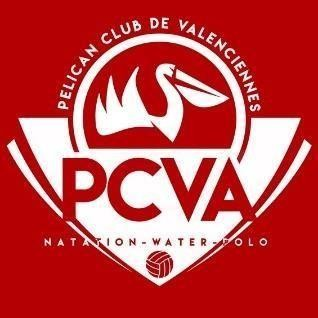 PELICAN CLUB DE VALENCIENNES
PCVA
NATATION-WATER-POLO